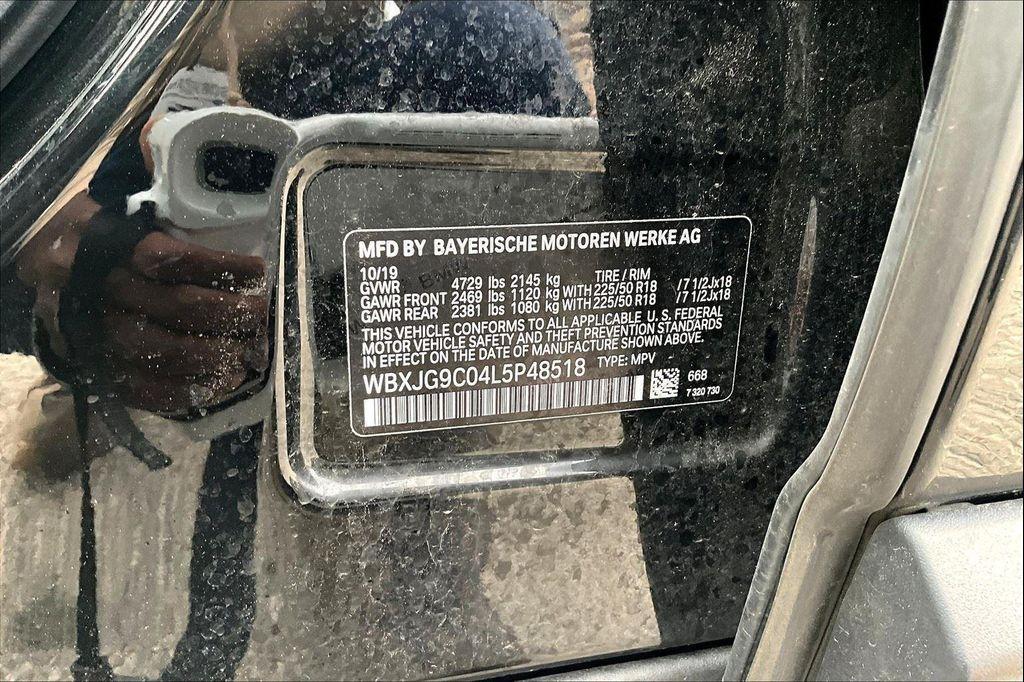 MFD BY BAYERISCHE MOTOREN WERKE AG
10/19 TIRE / RIM
GVWR 4729 lbs 2145 kg
GAWR FRONT 2469 lbs 1120 kg WITH 225/50 R18 /7 1/2Jx18
GAWR REAR 2381 lbs 1080 kg WITH 225/50 R18 /7 1/2Jx18
THIS VEHICLE CONFORMS TO ALL APPLICABLE U.S. FEDERAL
MOTOR VEHICLE SAFETY AND THEFT PREVENTION STANDARDS
IN EFFECT ON THE DATE OF MANUFACTURE SHOWN ABOVE.
WBXJG9C04L5P48518 TYPE: MPV
668
7 320 730